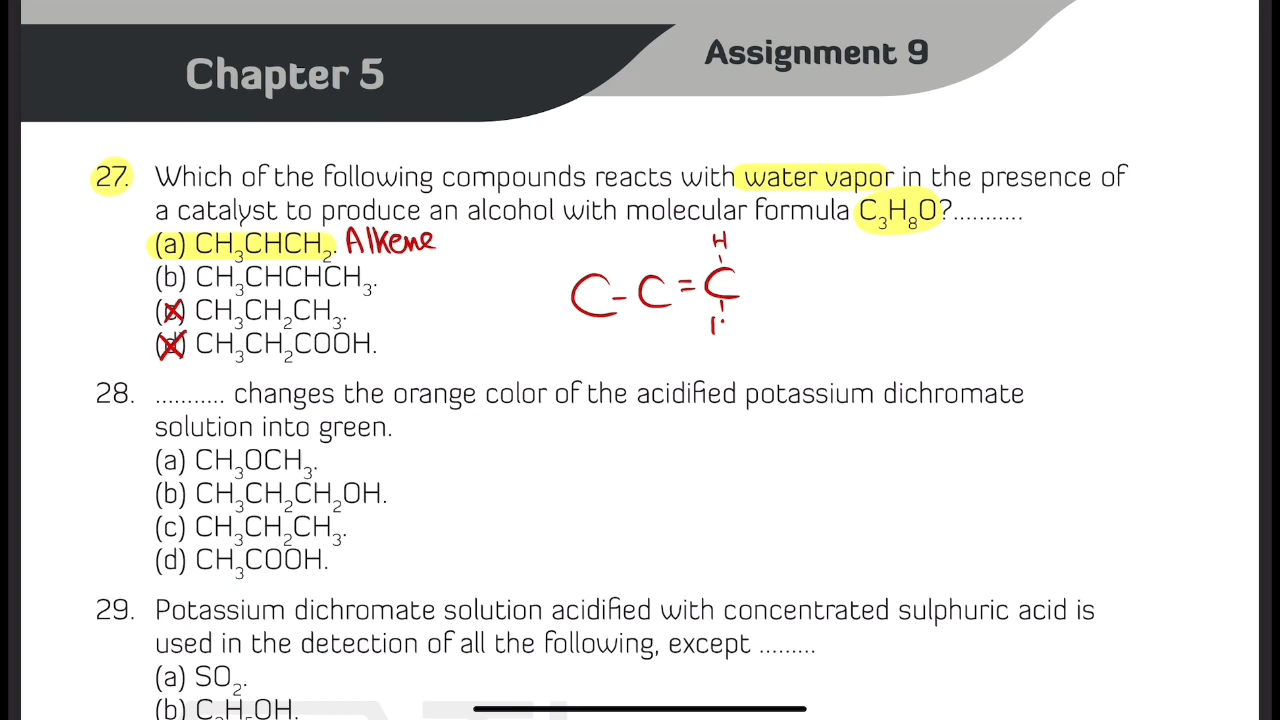 Chapter 5
Assignment 9
27. Which of the following compounds reacts with water vapor in the presence of
a catalyst to produce an alcohol with molecular formula C₃H₈O?...........
(a) CH₃CHCH₂. Alkene
(b) CH₃CHCHCH₃.
(c) CH₃CH₂CH₃.
(d) CH₃CH₂COOH.
H
C-C=C
28. ........... changes the orange color of the acidified potassium dichromate
solution into green.
(a) CH₃OCH₃.
(b) CH₃CH₂CH₂OH.
(c) CH₃CH₂CH₃.
(d) CH₃COOH.
29. Potassium dichromate solution acidified with concentrated sulphuric acid is
used in the detection of all the following, except .........
(a) SO₂.
(b) C₂H₅OH.